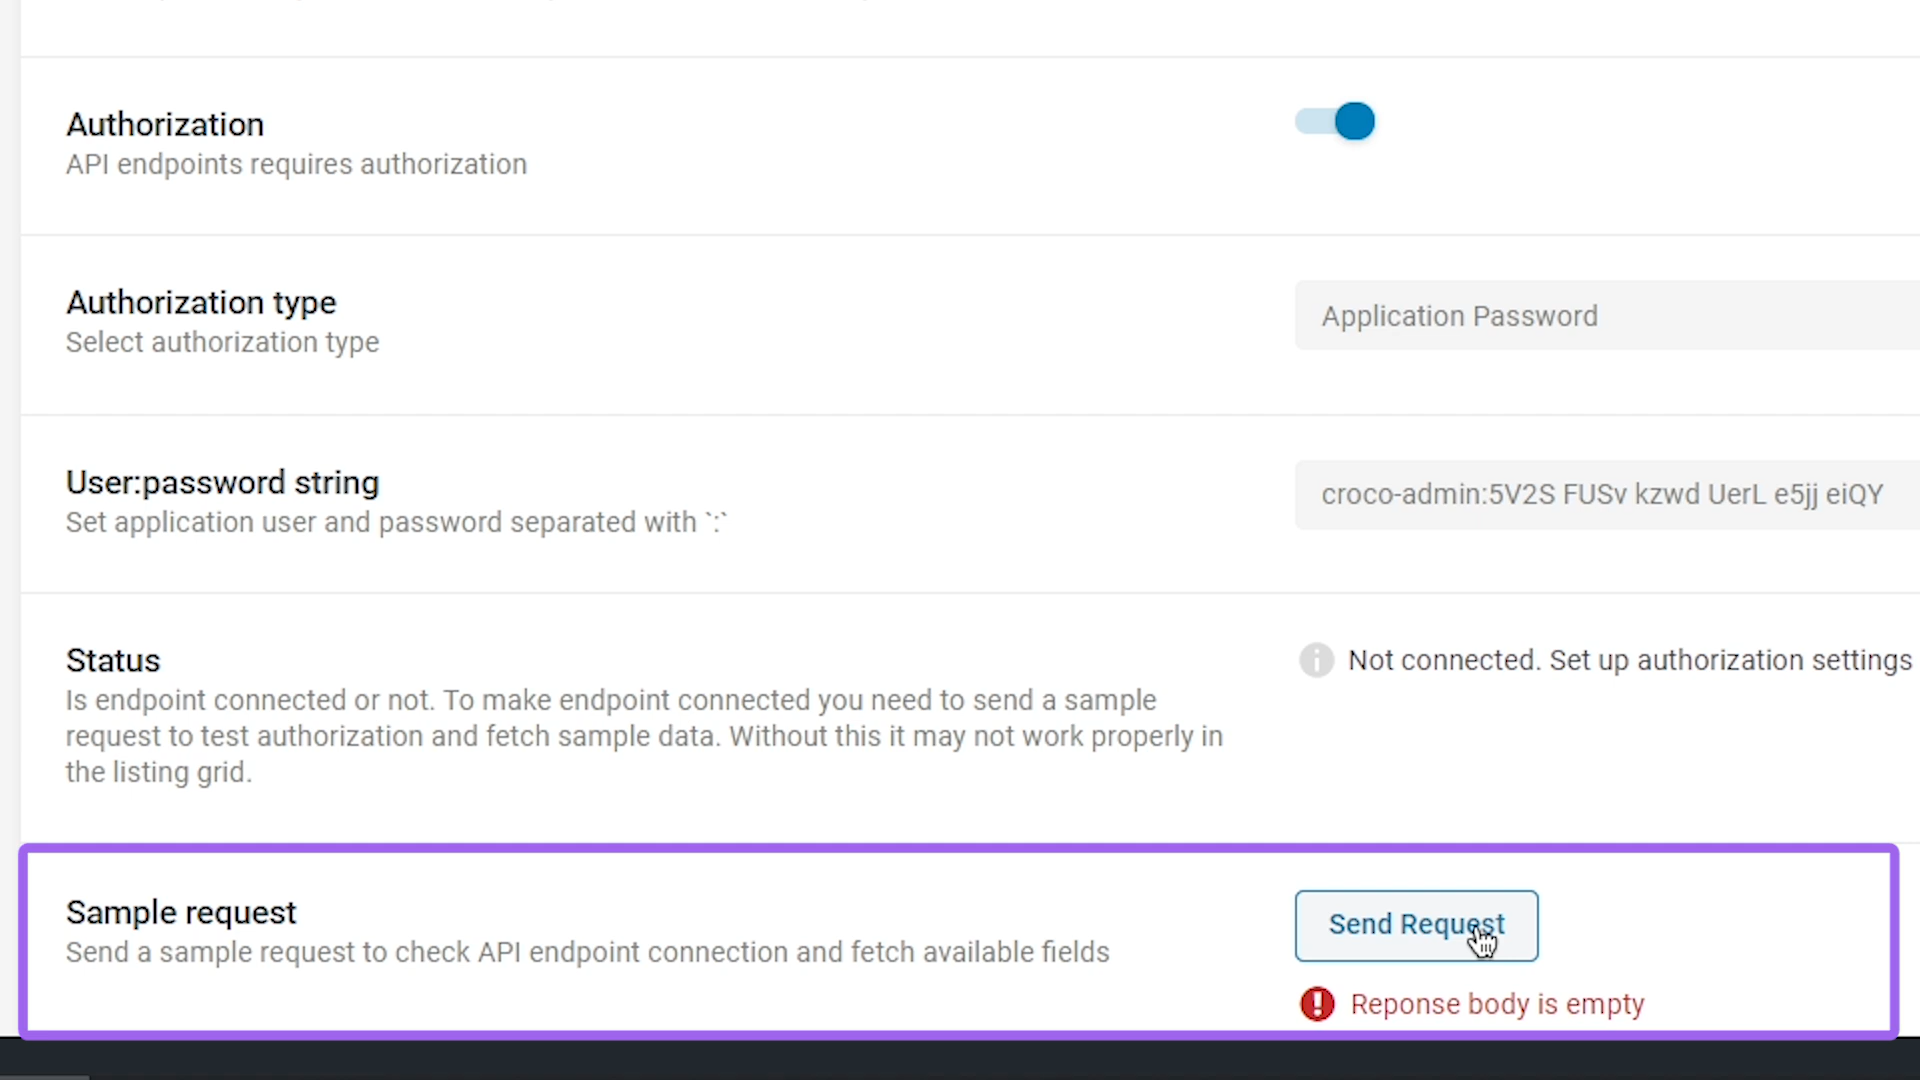 Authorization
API endpoints requires authorization
Authorization type
Select authorization type
Application Password
User:password string
Set application user and password separated with `:`
croco-admin:5V2S FUSv kzwd UerL e5jj eiQY
Status
Is endpoint connected or not. To make endpoint connected you need to send a sample
request to test authorization and fetch sample data. Without this it may not work properly in
the listing grid.
Not connected. Set up authorization settings
Sample request
Send a sample request to check API endpoint connection and fetch available fields
Send Request
Reponse body is empty